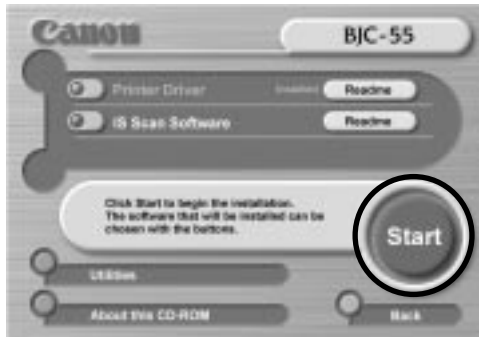 Canon
BJC-55
Printer Driver Readme
IS Scan Software Readme
Click Start to begin the installation.
The software that will be installed can be
chosen with the buttons.
Start
Utilities
About this CD-ROM
Back